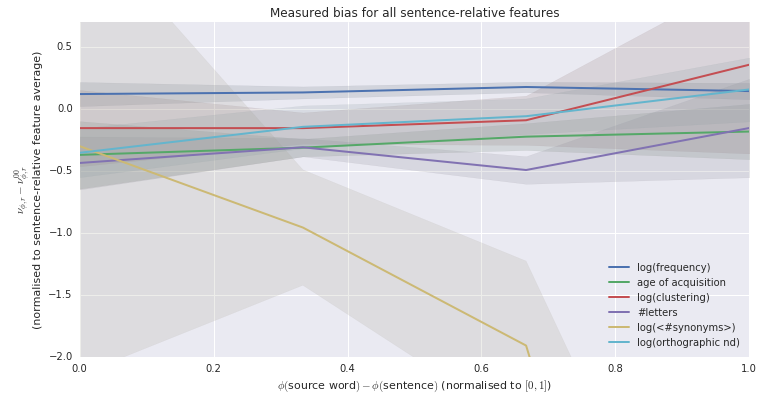 Measured bias for all sentence-relative features
ν_{ϕ,r} − ν^{00}_{ϕ,r}
(normalised to sentence-relative feature average)
0.5
0.0
−0.5
−1.0
−1.5
−2.0
log(frequency)
age of acquisition
log(clustering)
#letters
log(<#synonyms>)
log(orthographic nd)
0.0 0.2 0.4 0.6 0.8 1.0
ϕ(source word) − ϕ(sentence) (normalised to [0, 1])